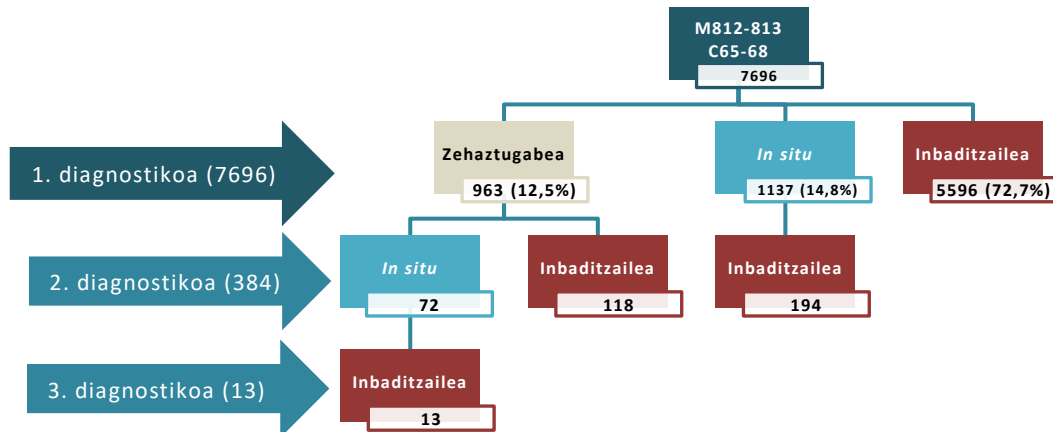 M812-813
C65-68
7696
1. diagnostikoa (7696)
Zehaztugabea
963 (12,5%)
In situ
1137 (14,8%)
Inbaditzailea
5596 (72,7%)
2. diagnostikoa (384)
In situ
72
Inbaditzailea
118
Inbaditzailea
194
3. diagnostikoa (13)
Inbaditzailea
13